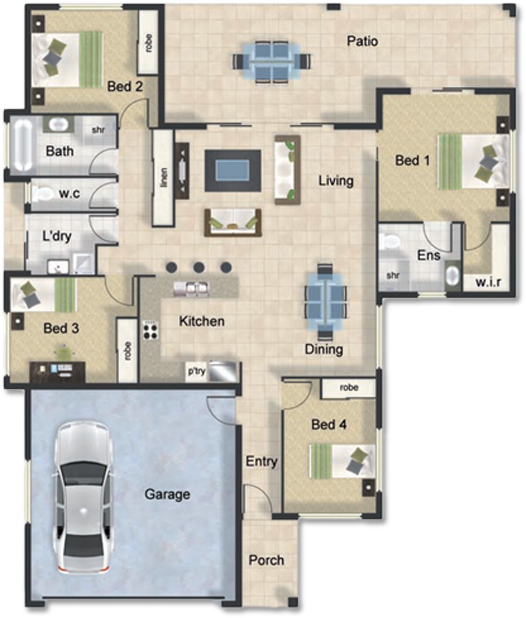 Patio
robe
Bed 2
shr
Bath
w.c
linen
L'dry
Living
Bed 1
Ens
shr
w.i.r
Kitchen
Bed 3
robe
p'try
Dining
robe
Bed 4
Entry
Garage
Porch